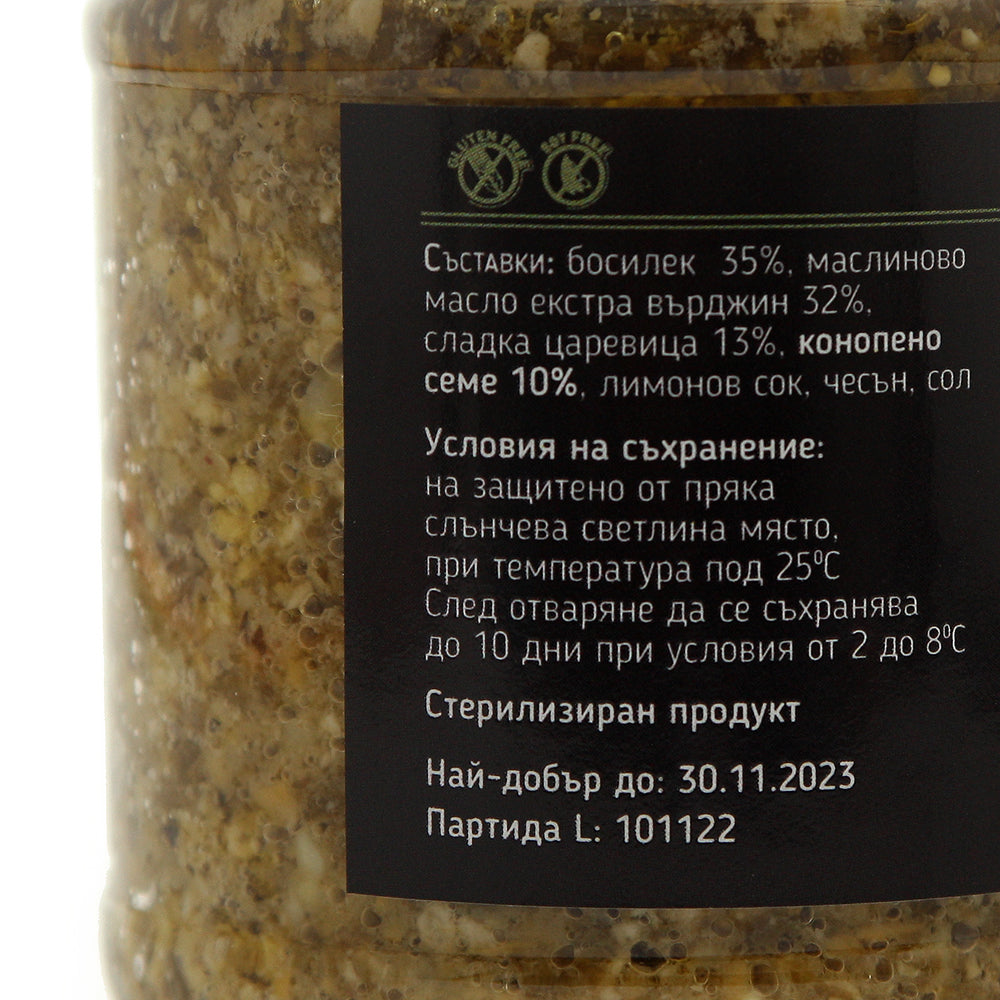 GLUTEN FREE
SOY FREE
Съставки: босилек 35%, маслиново
масло екстра върджин 32%,
сладка царевица 13%, конопено
семе 10%, лимонов сок, чесън, сол
Условия на съхранение:
на защитено от пряка
слънчева светлина място,
при температура под 25⁰C
След отваряне да се съхранява
до 10 дни при условия от 2 до 8⁰C
Стерилизиран продукт
Най-добър до: 30.11.2023
Партида L: 101122